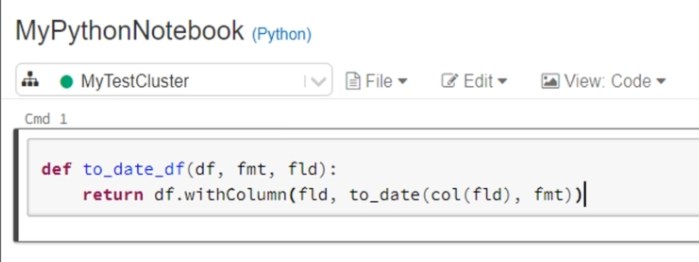 MyPythonNotebook (Python)
MyTestCluster File Edit View: Code
Cmd 1
def to_date_df(df, fmt, fld):
    return df.withColumn(fld, to_date(col(fld), fmt))